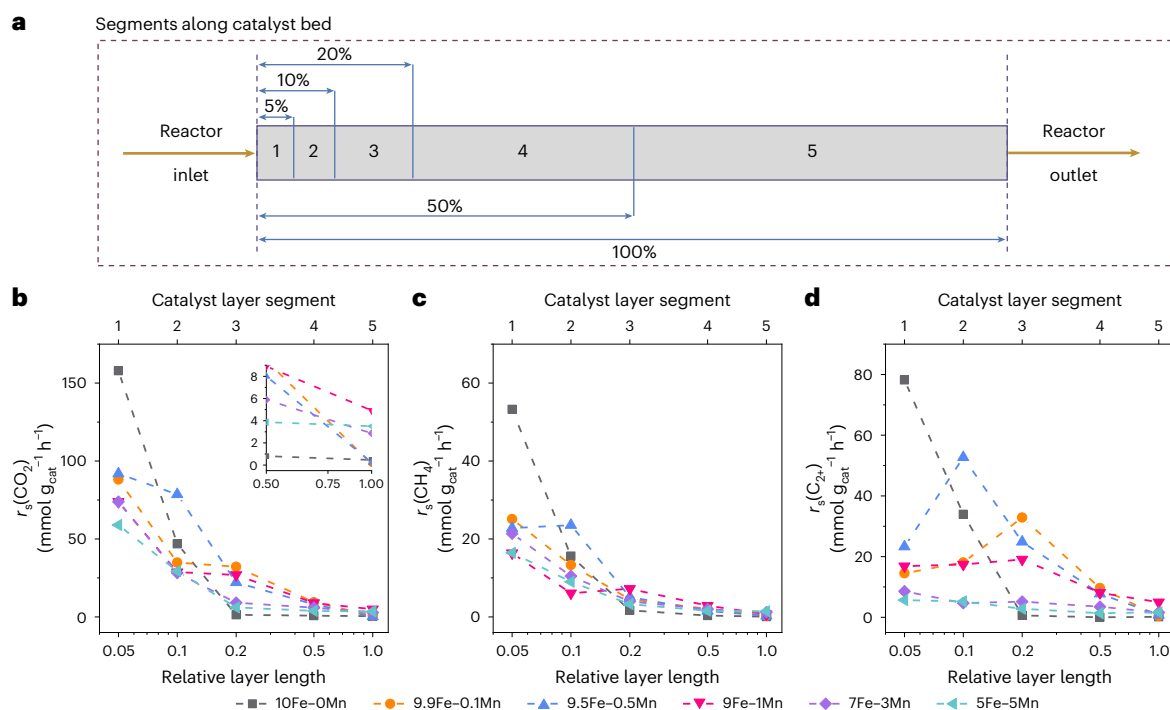 a
Segments along catalyst bed
20%
10%
5%
Reactor
inlet
1 2 3 4 5
Reactor
outlet
50%
100%
b
Catalyst layer segment
1 2 3 4 5
r_s(CO₂)
(mmol g_cat⁻¹ h⁻¹)
150
100
50
0
8
6
4
2
0
0.50 0.75 1.00
0.05 0.1 0.2 0.5 1.0
Relative layer length
c
Catalyst layer segment
1 2 3 4 5
r_s(CH₄)
(mmol g_cat⁻¹ h⁻¹)
60
40
20
0
0.05 0.1 0.2 0.5 1.0
Relative layer length
d
Catalyst layer segment
1 2 3 4 5
r_s(C₂₊)
(mmol g_cat⁻¹ h⁻¹)
80
60
40
20
0
0.05 0.1 0.2 0.5 1.0
Relative layer length
10Fe–0Mn 9.9Fe–0.1Mn 9.5Fe–0.5Mn 9Fe–1Mn 7Fe–3Mn 5Fe–5Mn